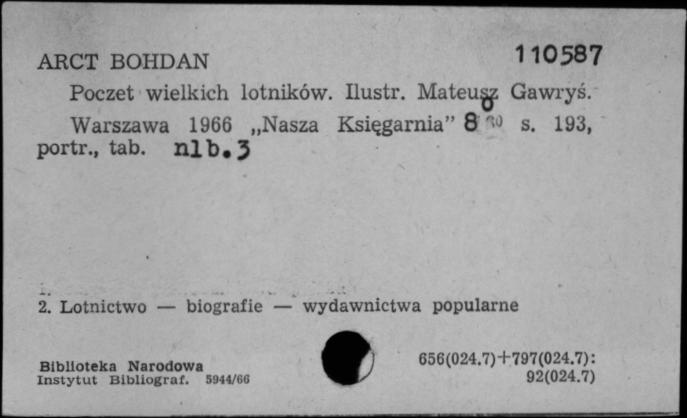 ARCT BOHDAN 110587
Poczet wielkich lotników. Ilustr. Mateusz Gawryś.
Warszawa 1966 „Nasza Księgarnia” 8° s. 193,
portr., tab. nlb. 3
2. Lotnictwo — biografie — wydawnictwa popularne
Biblioteka Narodowa
Instytut Bibliograf. 5944/66
656(024.7)+797(024.7):
92(024.7)